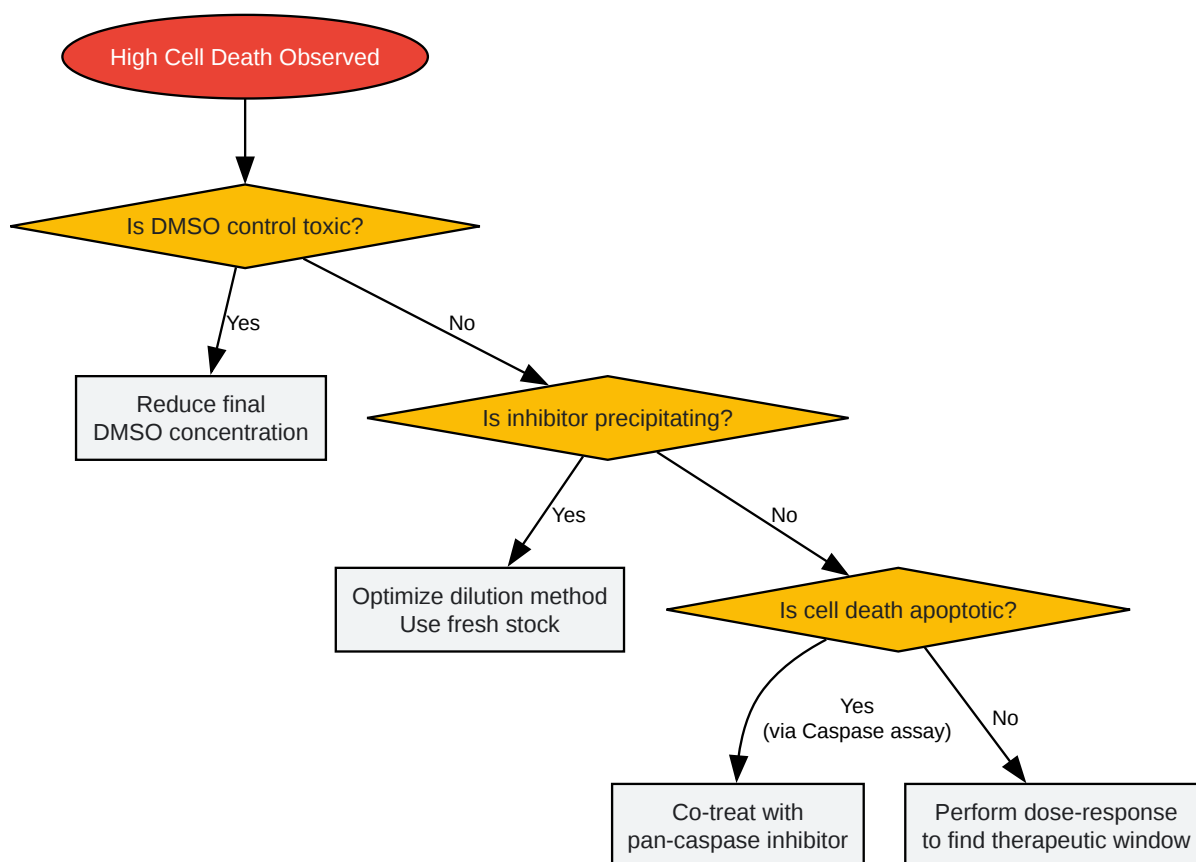 High Cell Death Observed
Is DMSO control toxic?
Yes
No
Reduce final
DMSO concentration
Is inhibitor precipitating?
Yes
No
Optimize dilution method
Use fresh stock
Is cell death apoptotic?
Yes
(via Caspase assay)
No
Co-treat with
pan-caspase inhibitor
Perform dose-response
to find therapeutic window